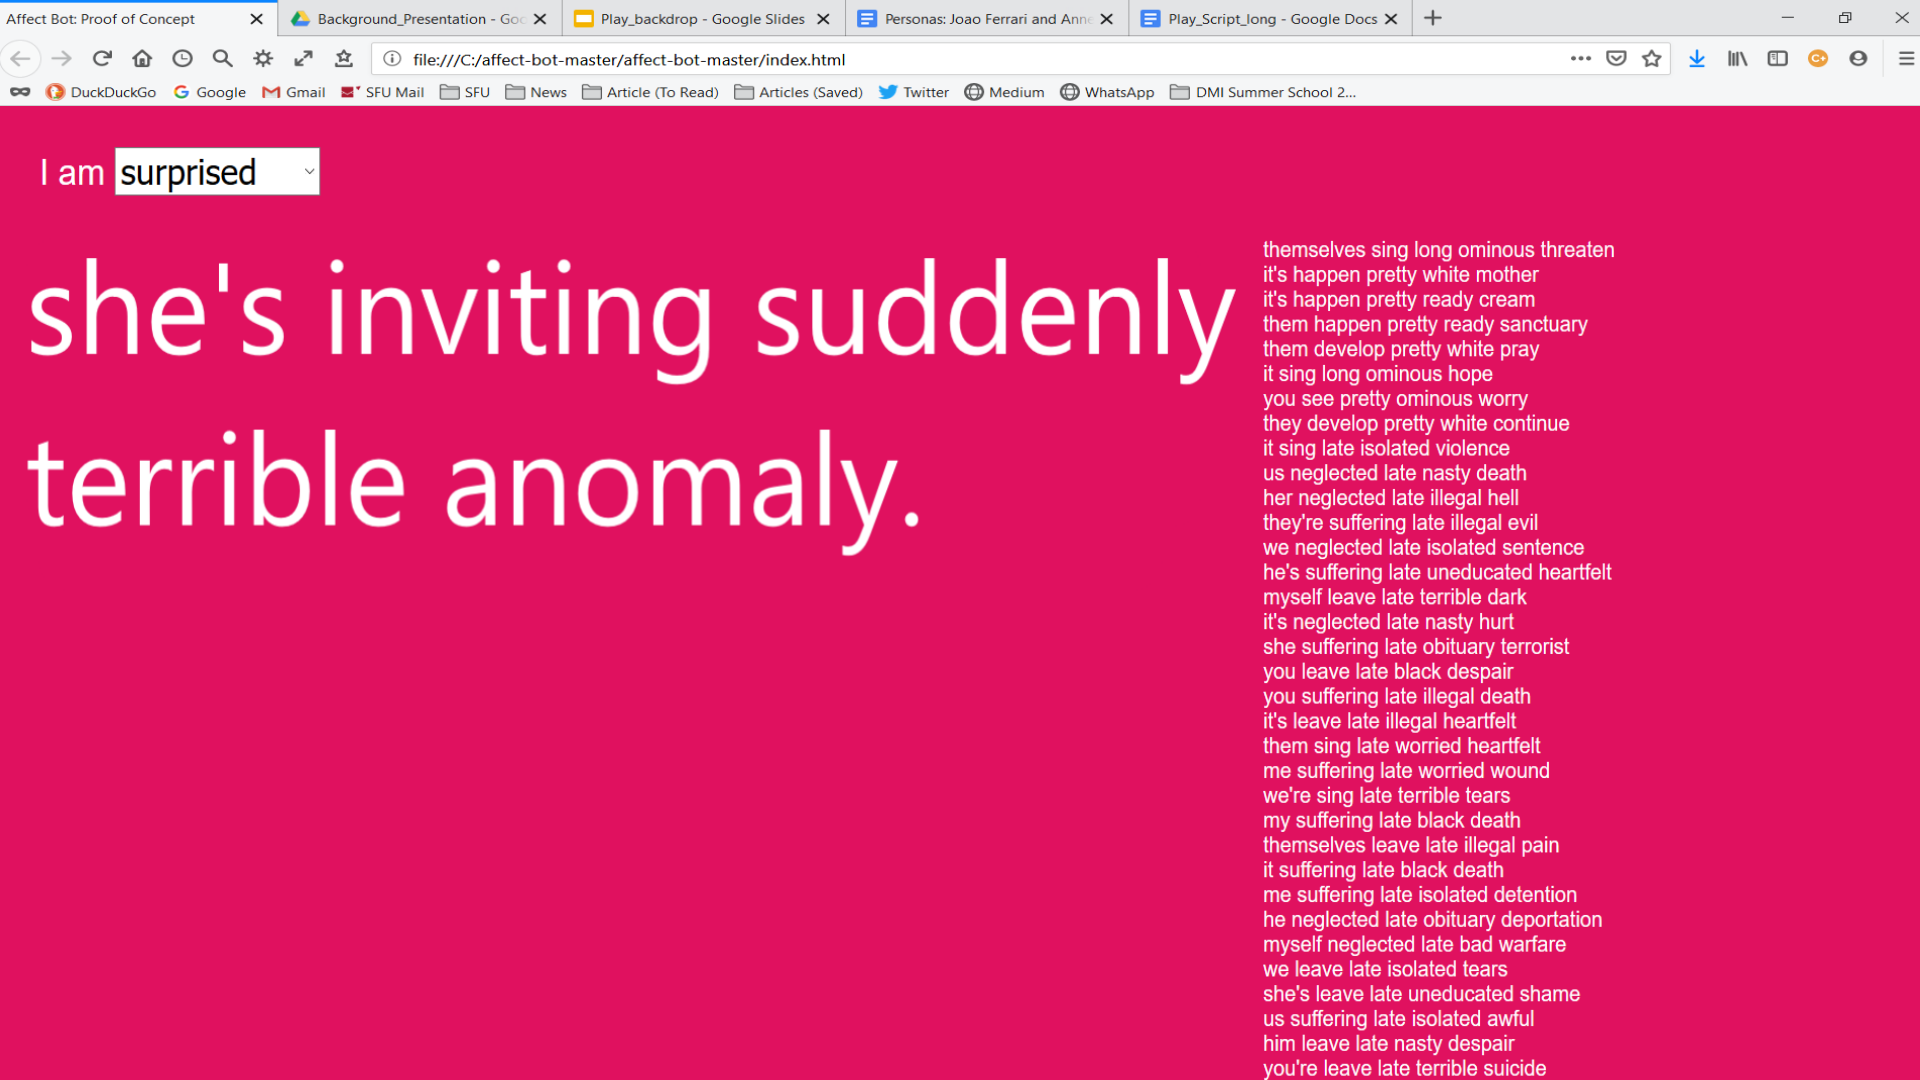 Affect Bot: Proof of Concept
Background_Presentation - Goo
Play_backdrop - Google Slides
Personas: Joao Ferrari and Anne
Play_Script_long - Google Docs
file:///C:/affect-bot-master/affect-bot-master/index.html
DuckDuckGo Google Gmail SFU Mail SFU News Article (To Read) Articles (Saved) Twitter Medium WhatsApp DMI Summer School 2...
I am surprised
she's inviting suddenly
terrible anomaly.
themselves sing long ominous threaten
it's happen pretty white mother
it's happen pretty ready cream
them happen pretty ready sanctuary
them develop pretty white pray
it sing long ominous hope
you see pretty ominous worry
they develop pretty white continue
it sing late isolated violence
us neglected late nasty death
her neglected late illegal hell
they're suffering late illegal evil
we neglected late isolated sentence
he's suffering late uneducated heartfelt
myself leave late terrible dark
it's neglected late nasty hurt
she suffering late obituary terrorist
you leave late black despair
you suffering late illegal death
it's leave late illegal heartfelt
them sing late worried heartfelt
me suffering late worried wound
we're sing late terrible tears
my suffering late black death
themselves leave late illegal pain
it suffering late black death
me suffering late isolated detention
he neglected late obituary deportation
myself neglected late bad warfare
we leave late isolated tears
she's leave late uneducated shame
us suffering late isolated awful
him leave late nasty despair
you're leave late terrible suicide